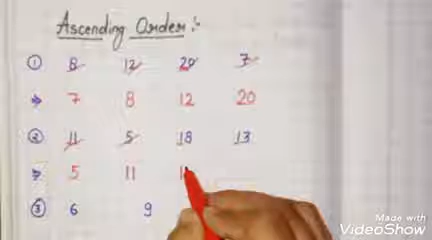 Ascending Order :-
① 8 12 20 7
⇒ 7 8 12 20
② 11 5 18 13
⇒ 5 11 1
③ 6 9
Made with
VideoShow